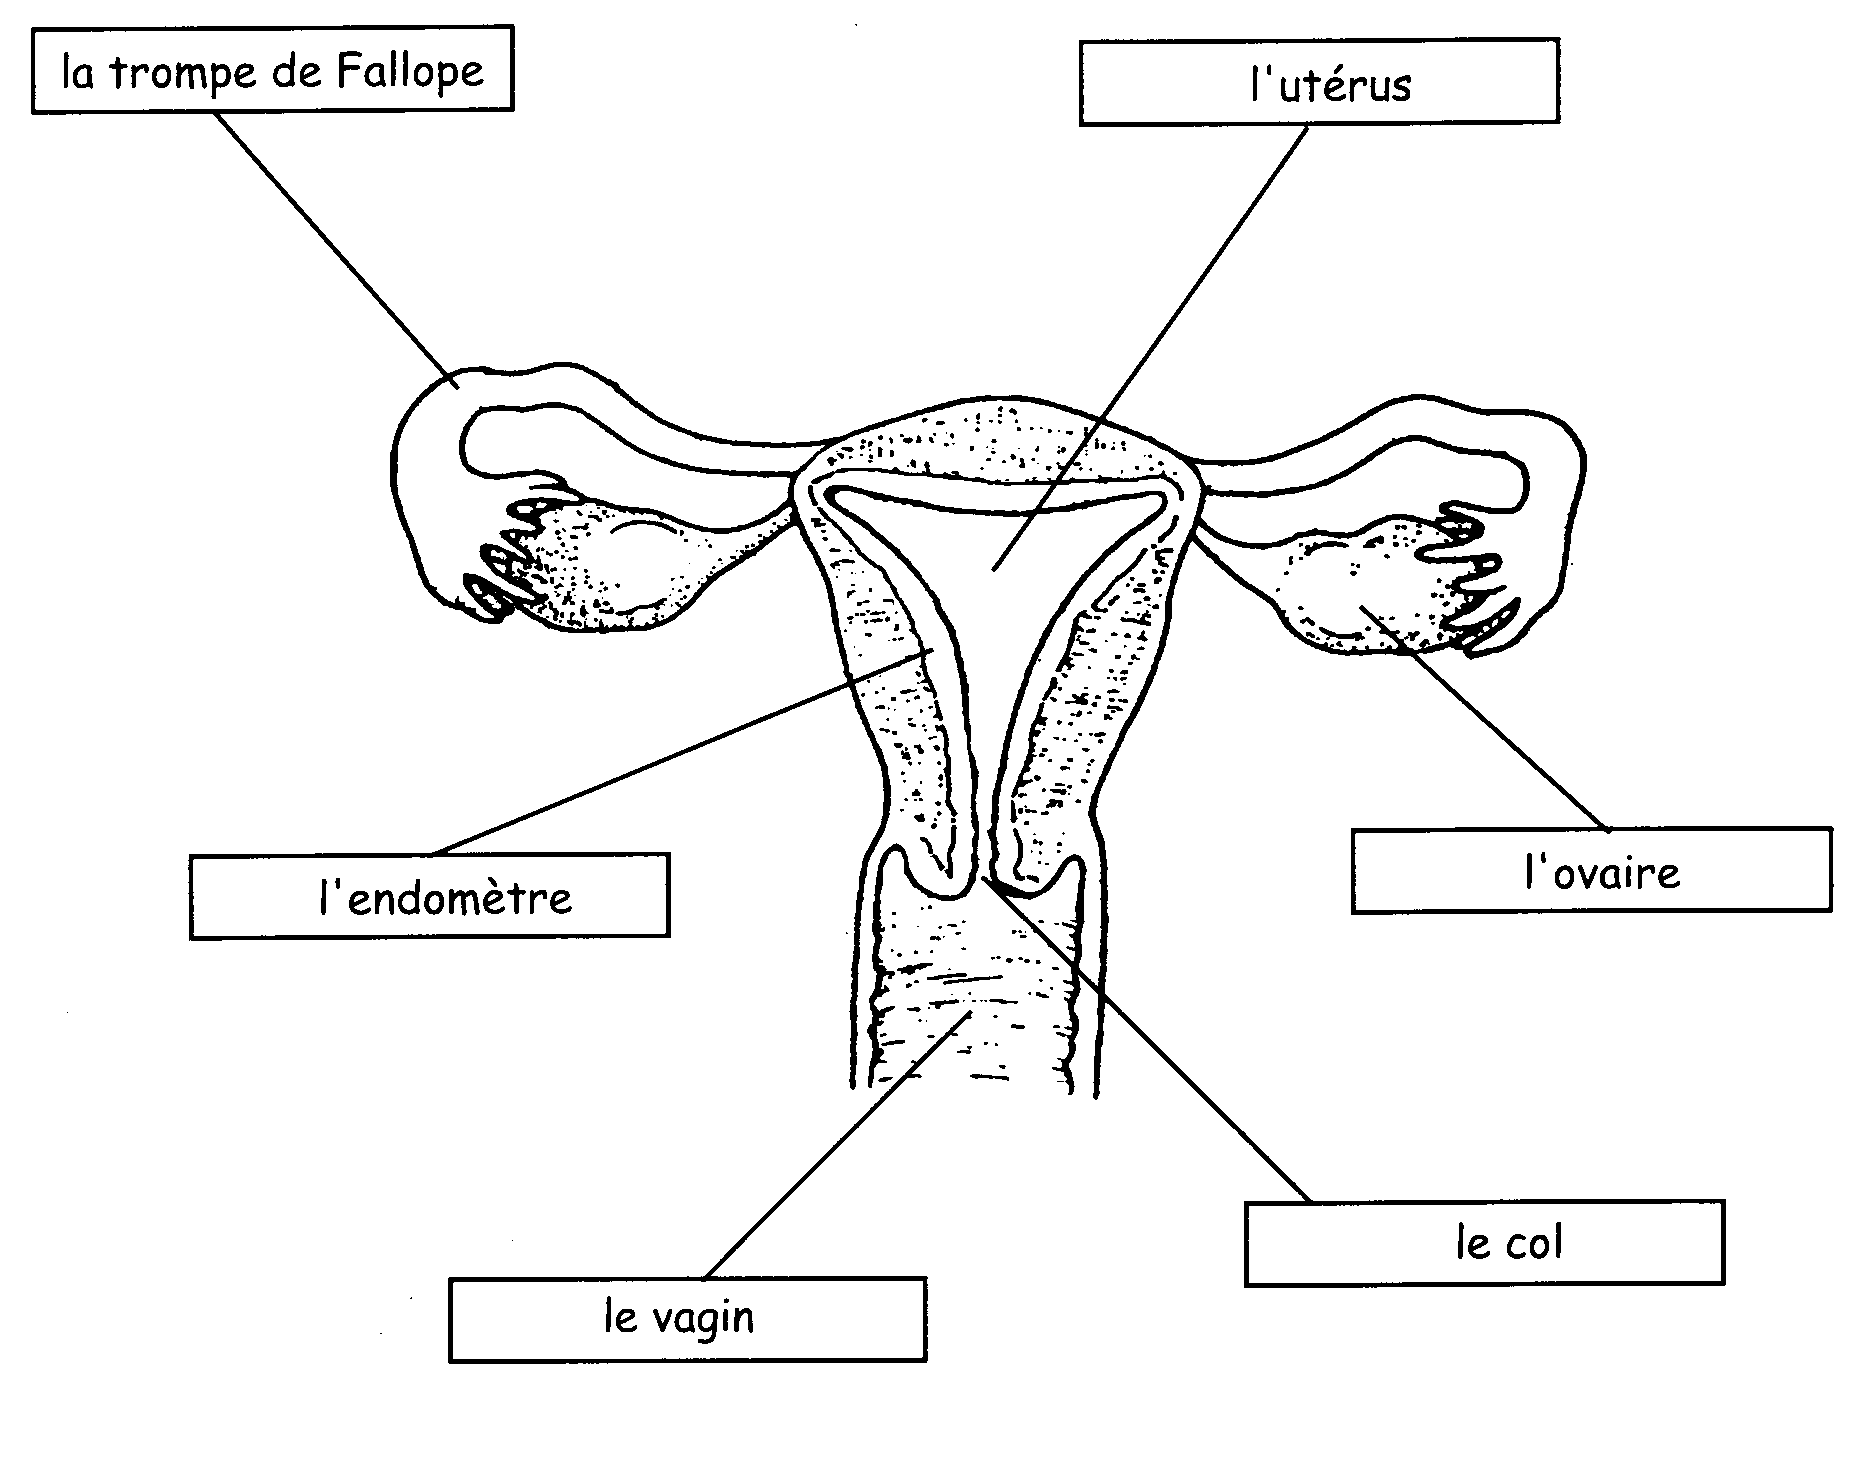 la trompe de Fallope
l'utérus
l'endomètre
l'ovaire
le col
le vagin